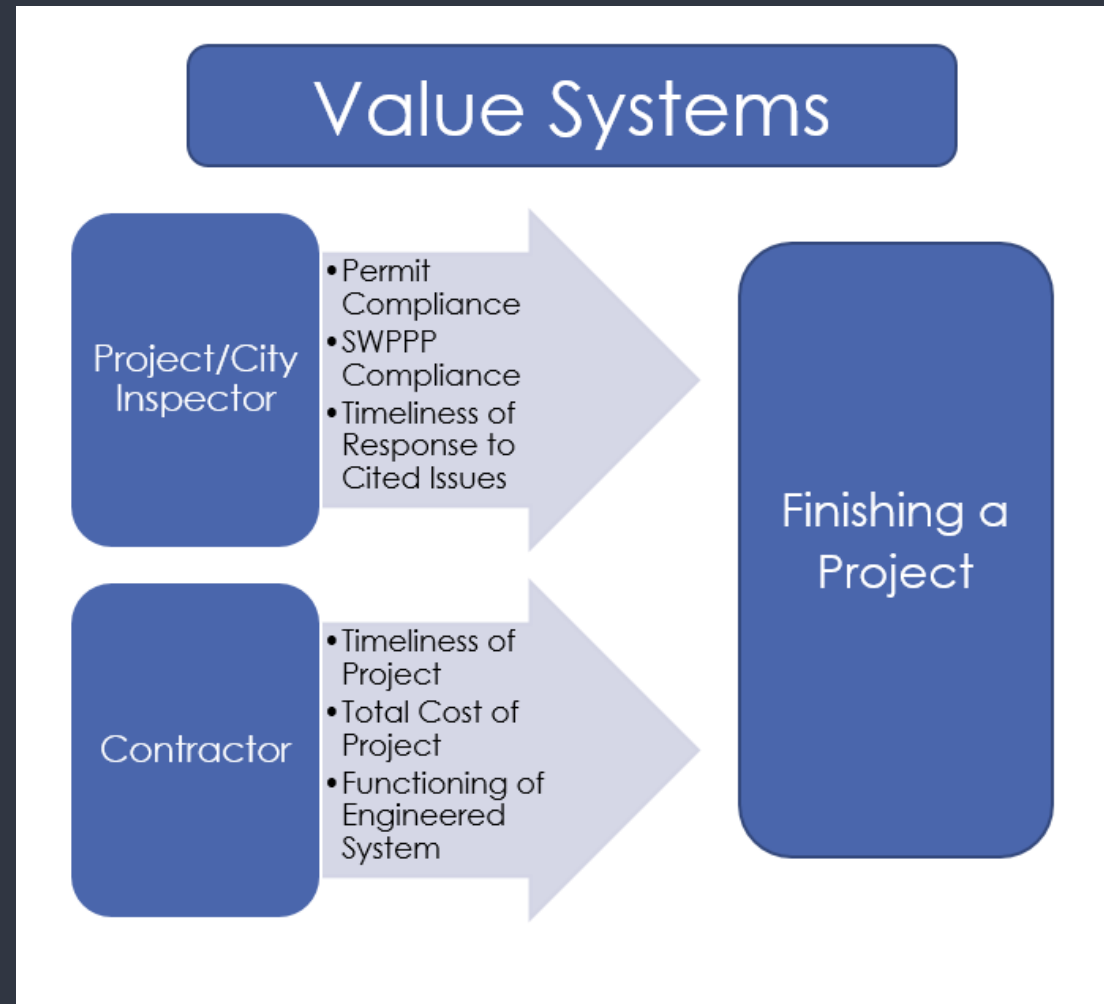 Value Systems
Project/City
Inspector
•Permit
Compliance
•SWPPP
Compliance
•Timeliness of
Response to
Cited Issues
Contractor
•Timeliness of
Project
•Total Cost of
Project
•Functioning of
Engineered
System
Finishing a
Project